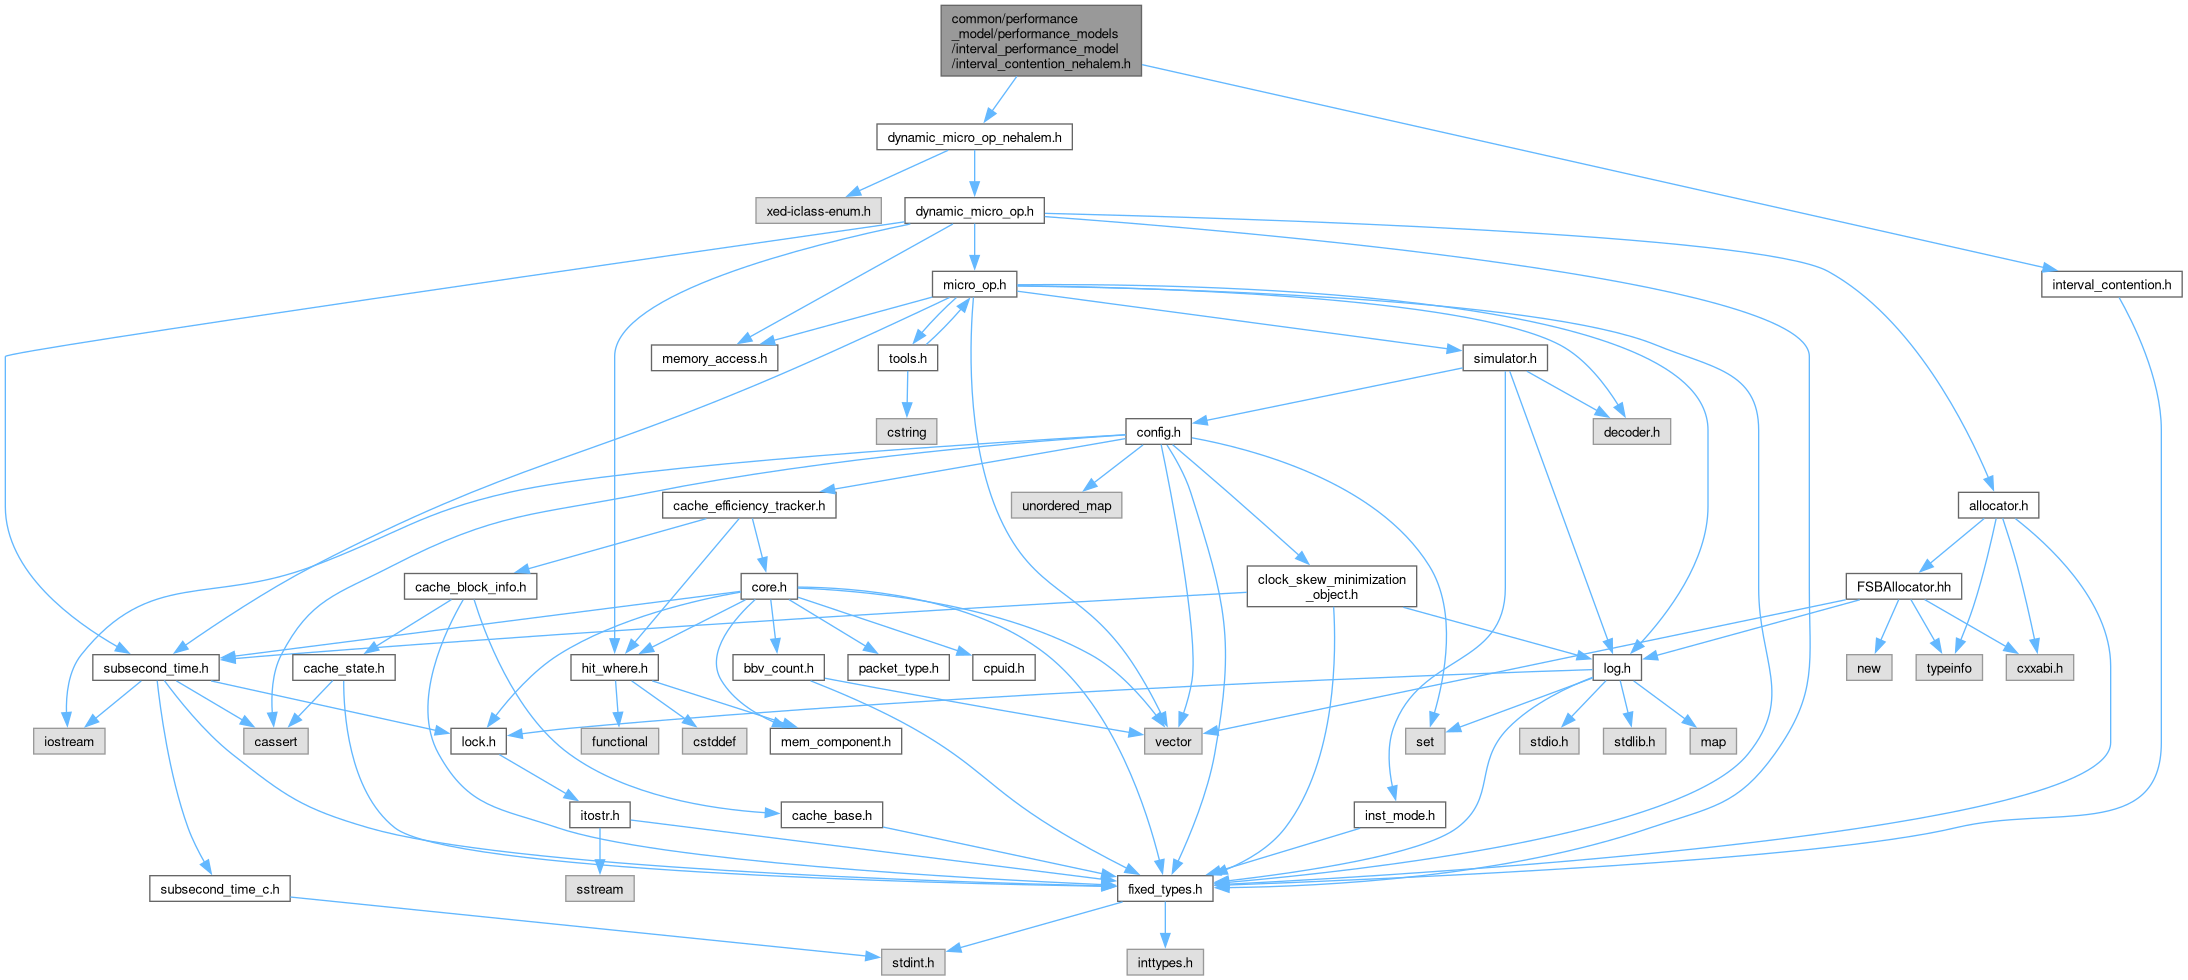 common/performance
_model/performance_models
/interval_performance_model
/interval_contention_nehalem.h
dynamic_micro_op_nehalem.h
xed-iclass-enum.h
dynamic_micro_op.h
micro_op.h
interval_contention.h
memory_access.h
tools.h
simulator.h
cstring
config.h
decoder.h
cache_efficiency_tracker.h
unordered_map
allocator.h
cache_block_info.h
core.h
clock_skew_minimization
_object.h
FSBAllocator.hh
subsecond_time.h
cache_state.h
hit_where.h
bbv_count.h
packet_type.h
cpuid.h
log.h
new
typeinfo
cxxabi.h
iostream
cassert
lock.h
functional
cstddef
mem_component.h
vector
set
stdio.h
stdlib.h
map
itostr.h
cache_base.h
inst_mode.h
subsecond_time_c.h
sstream
fixed_types.h
stdint.h
inttypes.h